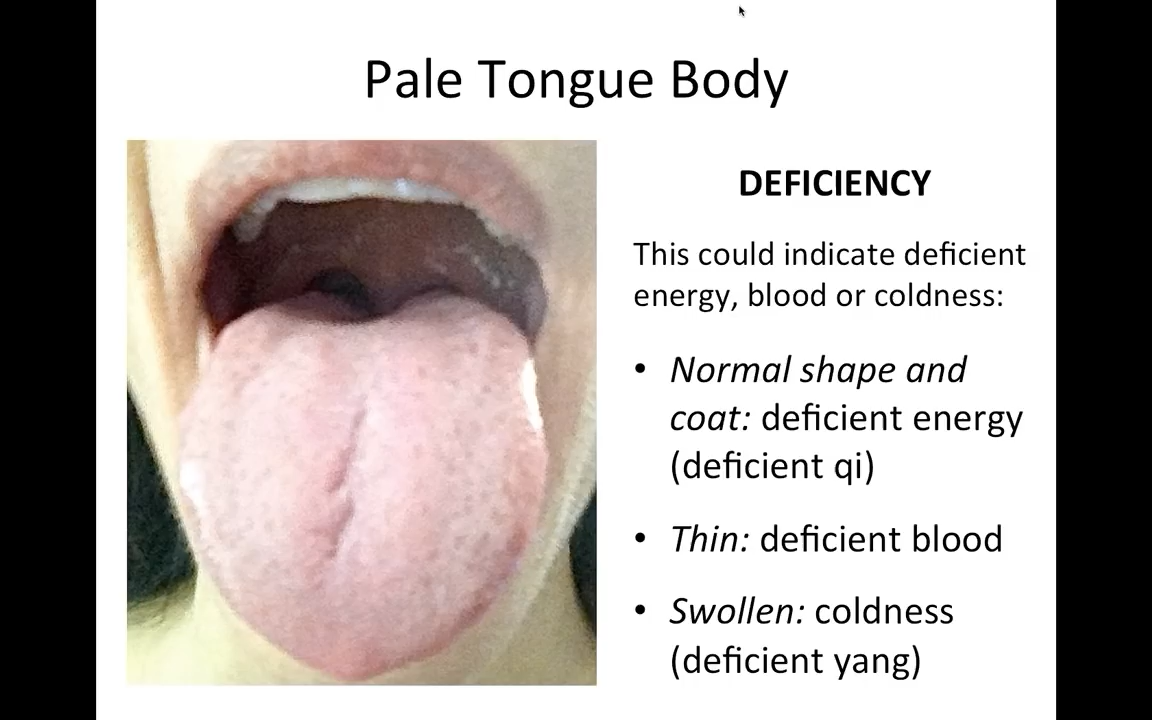 Pale Tongue Body
DEFICIENCY
This could indicate deficient
energy, blood or coldness:
• Normal shape and
coat: deficient energy
(deficient qi)
• Thin: deficient blood
• Swollen: coldness
(deficient yang)